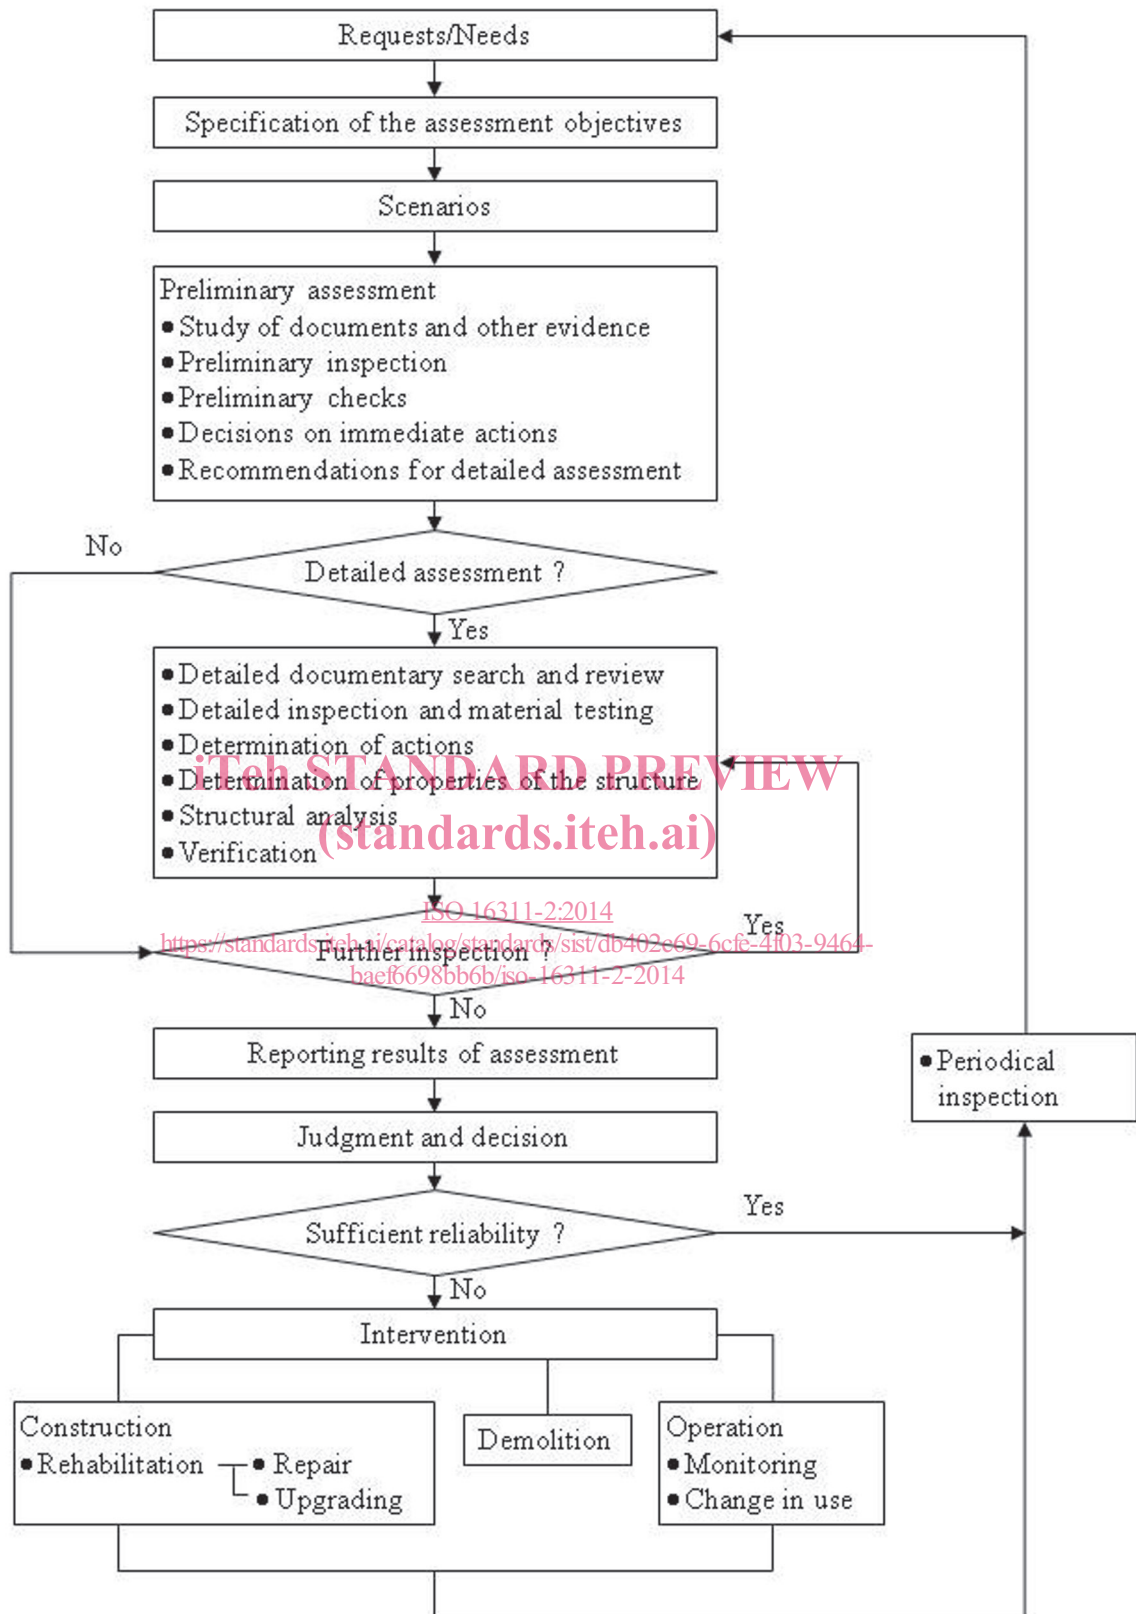 Requests/Needs
Specification of the assessment objectives
Scenarios
Preliminary assessment
● Study of documents and other evidence
● Preliminary inspection
● Preliminary checks
● Decisions on immediate actions
● Recommendations for detailed assessment
No
Detailed assessment ?
Yes
● Detailed documentary search and review
● Detailed inspection and material testing
● Determination of actions
iTeh STANDARD PREVIEW
● Determination of properties of the structure
● Structural analysis
(standards.iteh.ai)
● Verification
ISO 16311-2:2014
Yes
https://standards.iteh.ai/catalog/standards/sist/db402e69-6cfe-4f03-9464-
Further inspection ?
baef6698bb6b/iso-16311-2-2014
No
Reporting results of assessment
● Periodical
inspection
Judgment and decision
Yes
Sufficient reliability ?
No
Intervention
Construction
● Rehabilitation ● Repair
● Upgrading
Demolition
Operation
● Monitoring
● Change in use